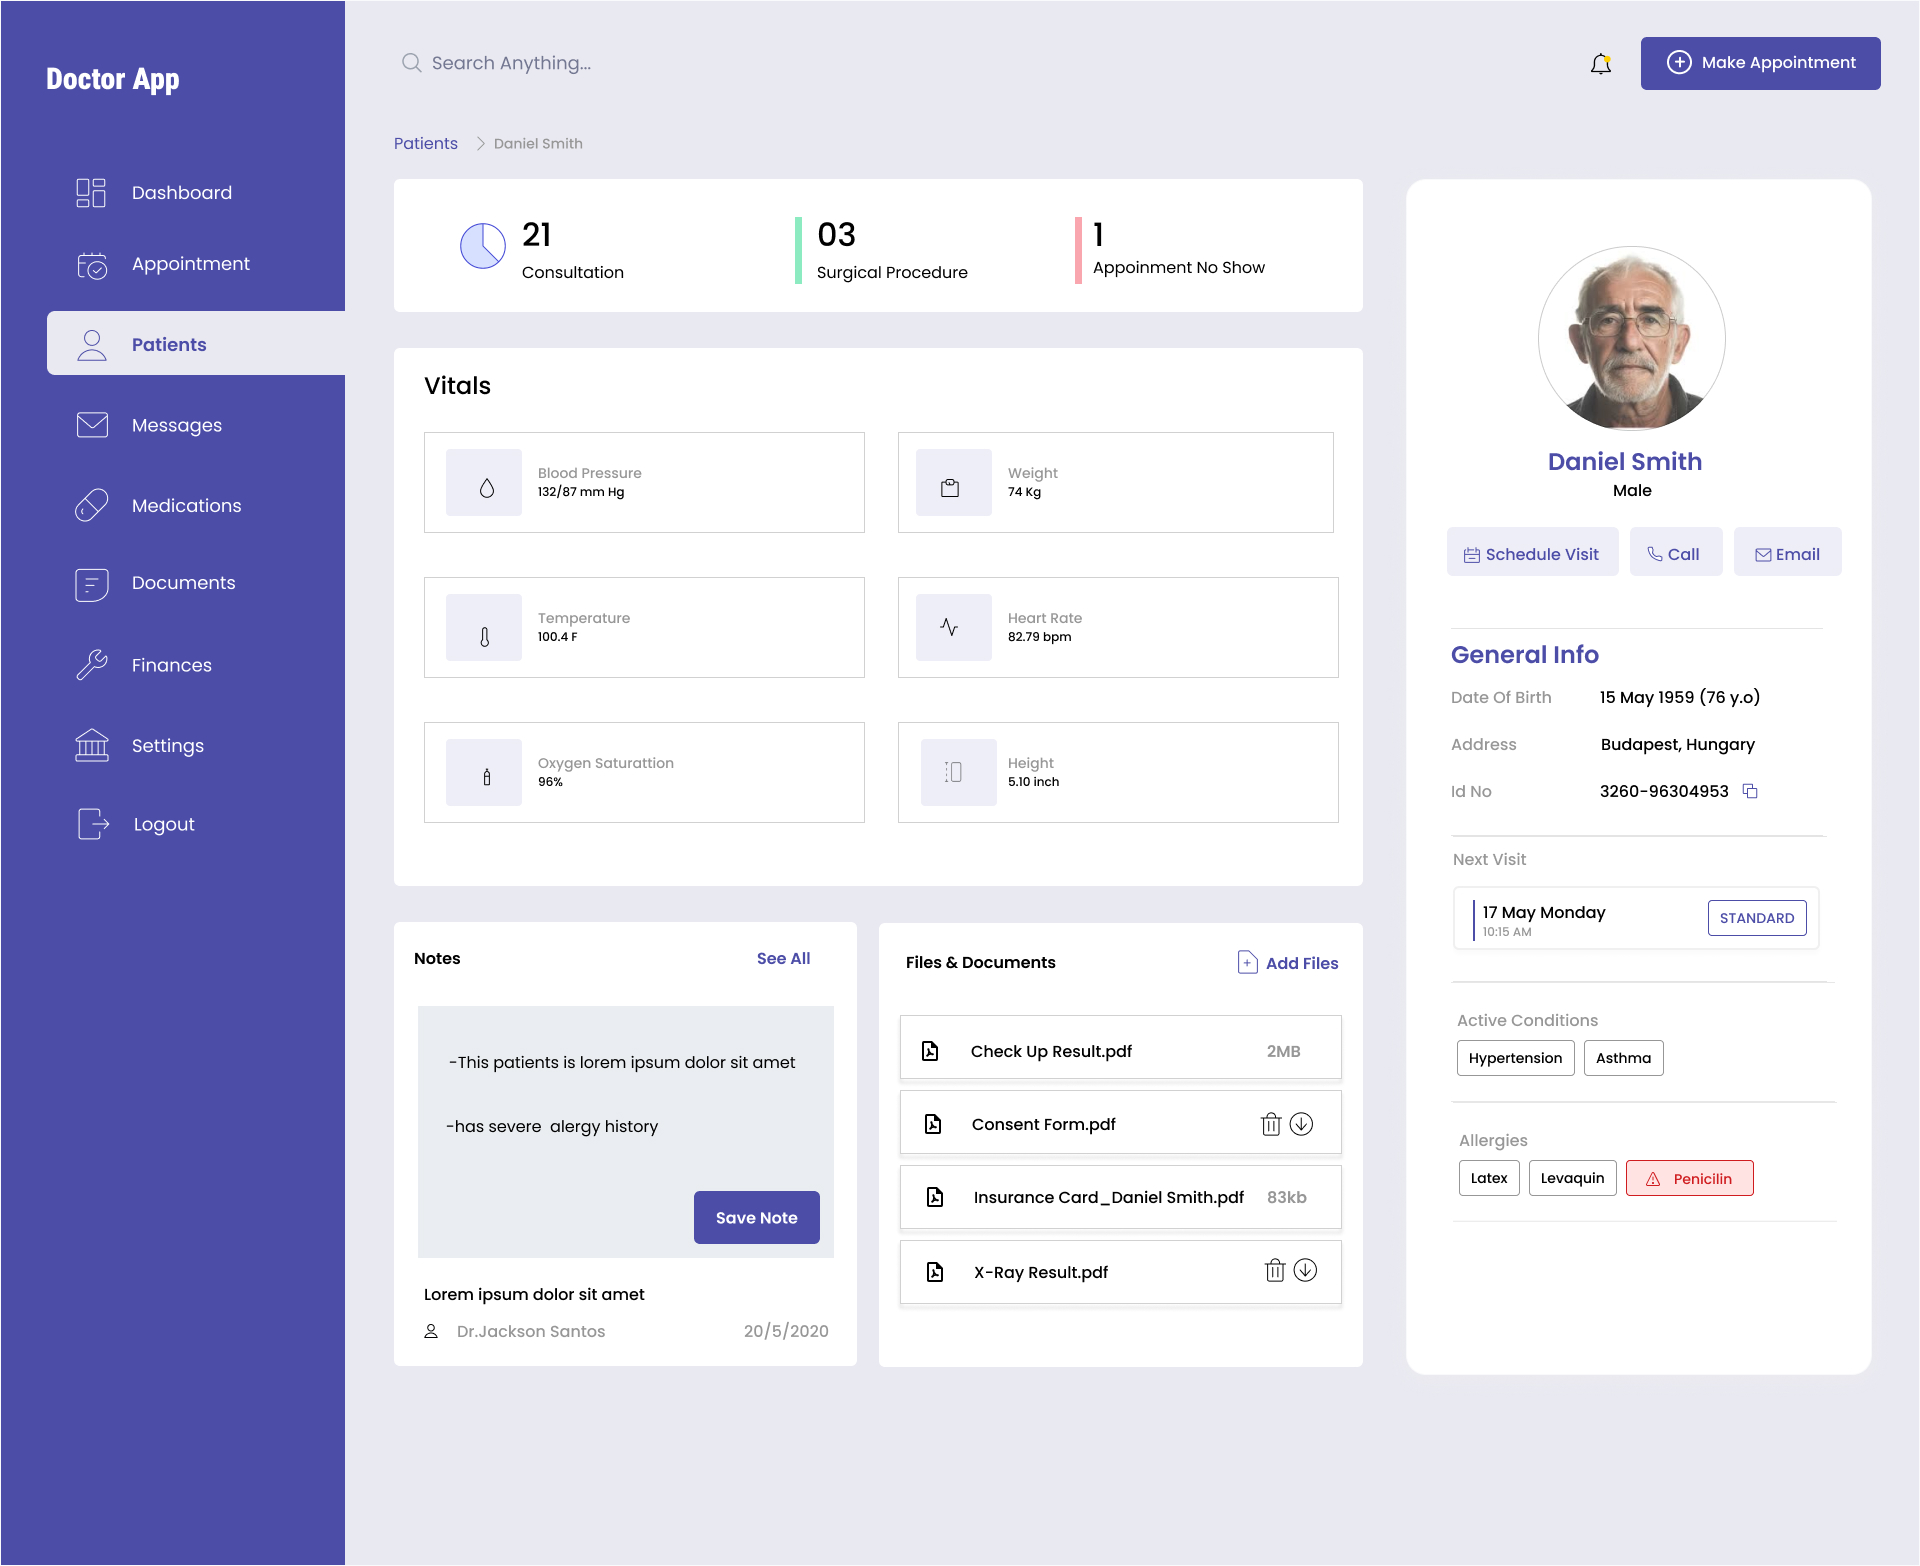 Doctor App
Search Anything...
Make Appointment
Dashboard
Appointment
Patients
Messages
Medications
Documents
Finances
Settings
Logout
Patients
Daniel Smith
21
Consultation
03
Surgical Procedure
1
Appoinment No Show
Vitals
Blood Pressure
132/87 mm Hg
Weight
74 Kg
Temperature
100.4 F
Heart Rate
82.79 bpm
Oxygen Saturattion
96%
Height
5.10 inch
Notes
See All
-This patients is lorem ipsum dolor sit amet
-has severe  alergy history
Save Note
Lorem ipsum dolor sit amet
Dr.Jackson Santos
20/5/2020
Files & Documents
Add Files
Check Up Result.pdf
2MB
Consent Form.pdf
Insurance Card_Daniel Smith.pdf
83kb
X-Ray Result.pdf
Daniel Smith
Male
Schedule Visit
Call
Email
General Info
Date Of Birth
15 May 1959 (76 y.o)
Address
Budapest, Hungary
Id No
3260-96304953
Next Visit
17 May Monday
10:15 AM
STANDARD
Active Conditions
Hypertension
Asthma
Allergies
Latex
Levaquin
Penicilin